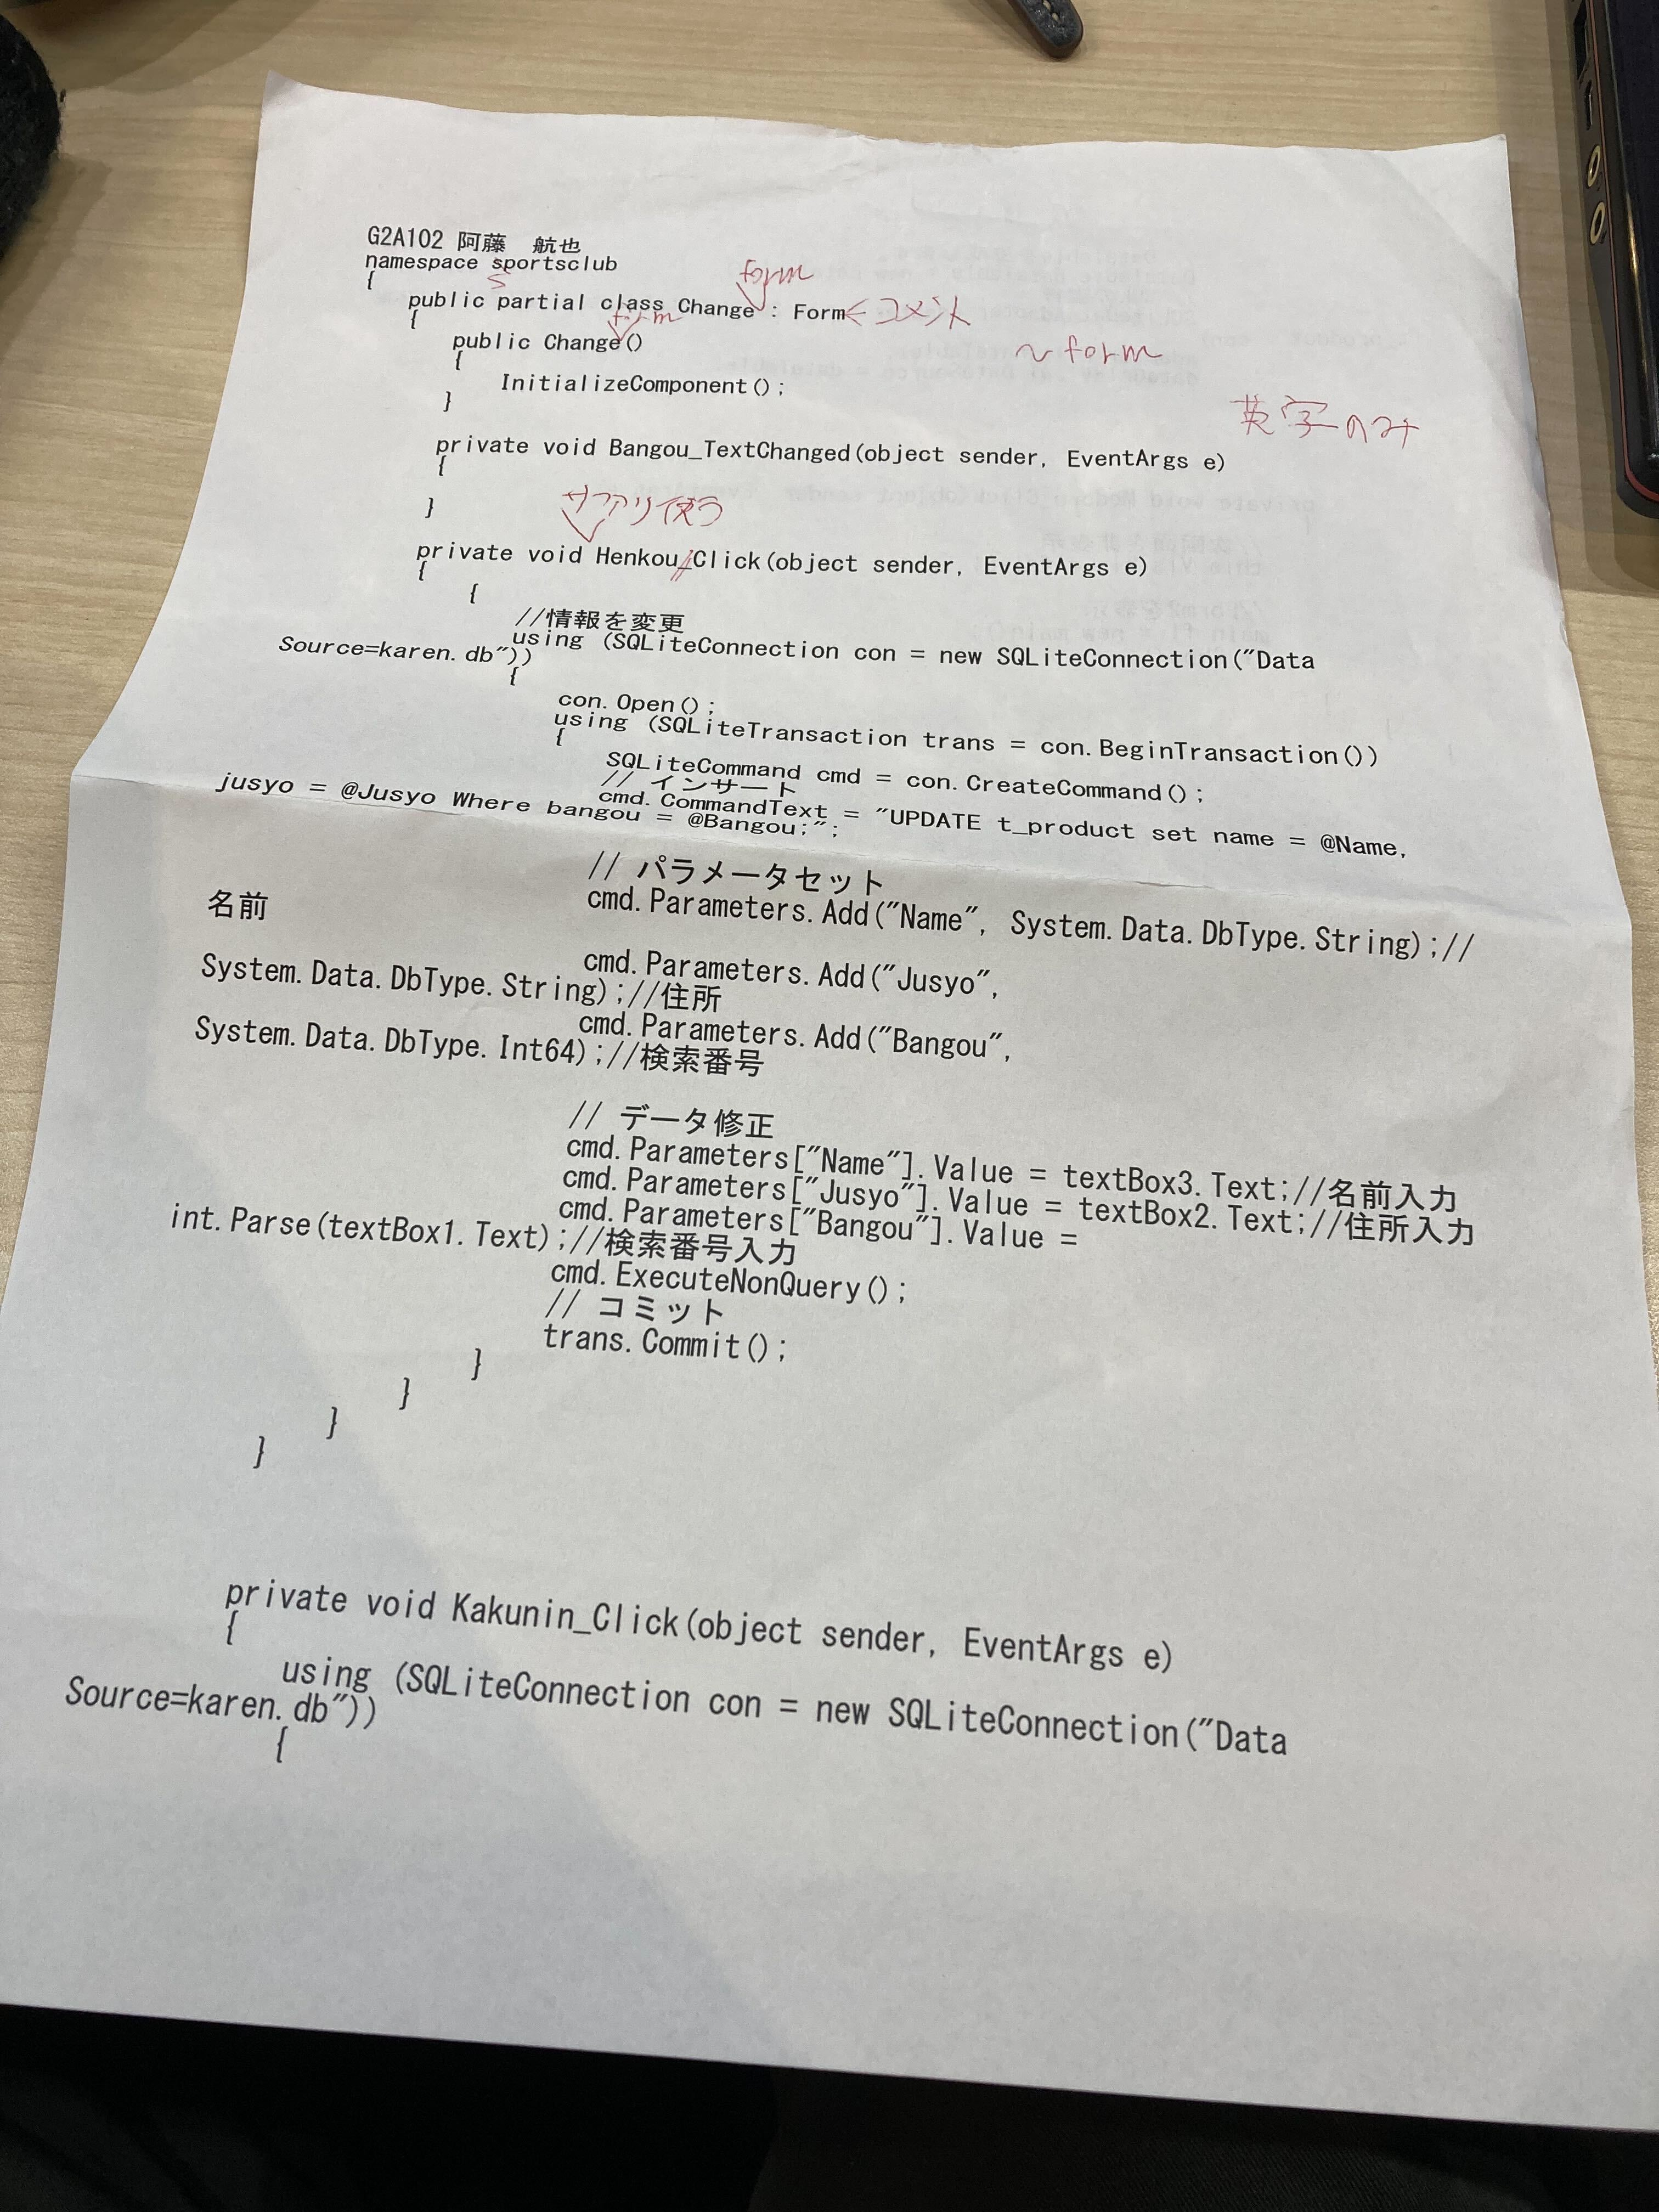 G2A102 阿藤　航也
namespace sportsclub
S
{
form
public partial class Change : Form ← コメント
{
form
public Change()
~ form
{
InitializeComponent();
}
英字のみ
private void Bangou_TextChanged(object sender, EventArgs e)
{
}
サファリ使う
private void Henkou_Click(object sender, EventArgs e)
{
{
//情報を変更
using (SQLiteConnection con = new SQLiteConnection("Data
Source=karen.db"))
{
con.Open();
using (SQLiteTransaction trans = con.BeginTransaction())
{
SQLiteCommand cmd = con.CreateCommand();
// インサート
cmd.CommandText = "UPDATE t_product set name = @Name,
jusyo = @Jusyo Where bangou = @Bangou;";
// パラメータセット
cmd.Parameters.Add("Name", System.Data.DbType.String);//
名前
cmd.Parameters.Add("Jusyo",
System.Data.DbType.String);//住所
cmd.Parameters.Add("Bangou",
System.Data.DbType.Int64);//検索番号
// データ修正
cmd.Parameters["Name"].Value = textBox3.Text;//名前入力
cmd.Parameters["Jusyo"].Value = textBox2.Text;//住所入力
cmd.Parameters["Bangou"].Value =
int.Parse(textBox1.Text);//検索番号入力
cmd.ExecuteNonQuery();
// コミット
trans.Commit();
}
}
}
}
private void Kakunin_Click(object sender, EventArgs e)
{
using (SQLiteConnection con = new SQLiteConnection("Data
Source=karen.db"))
{